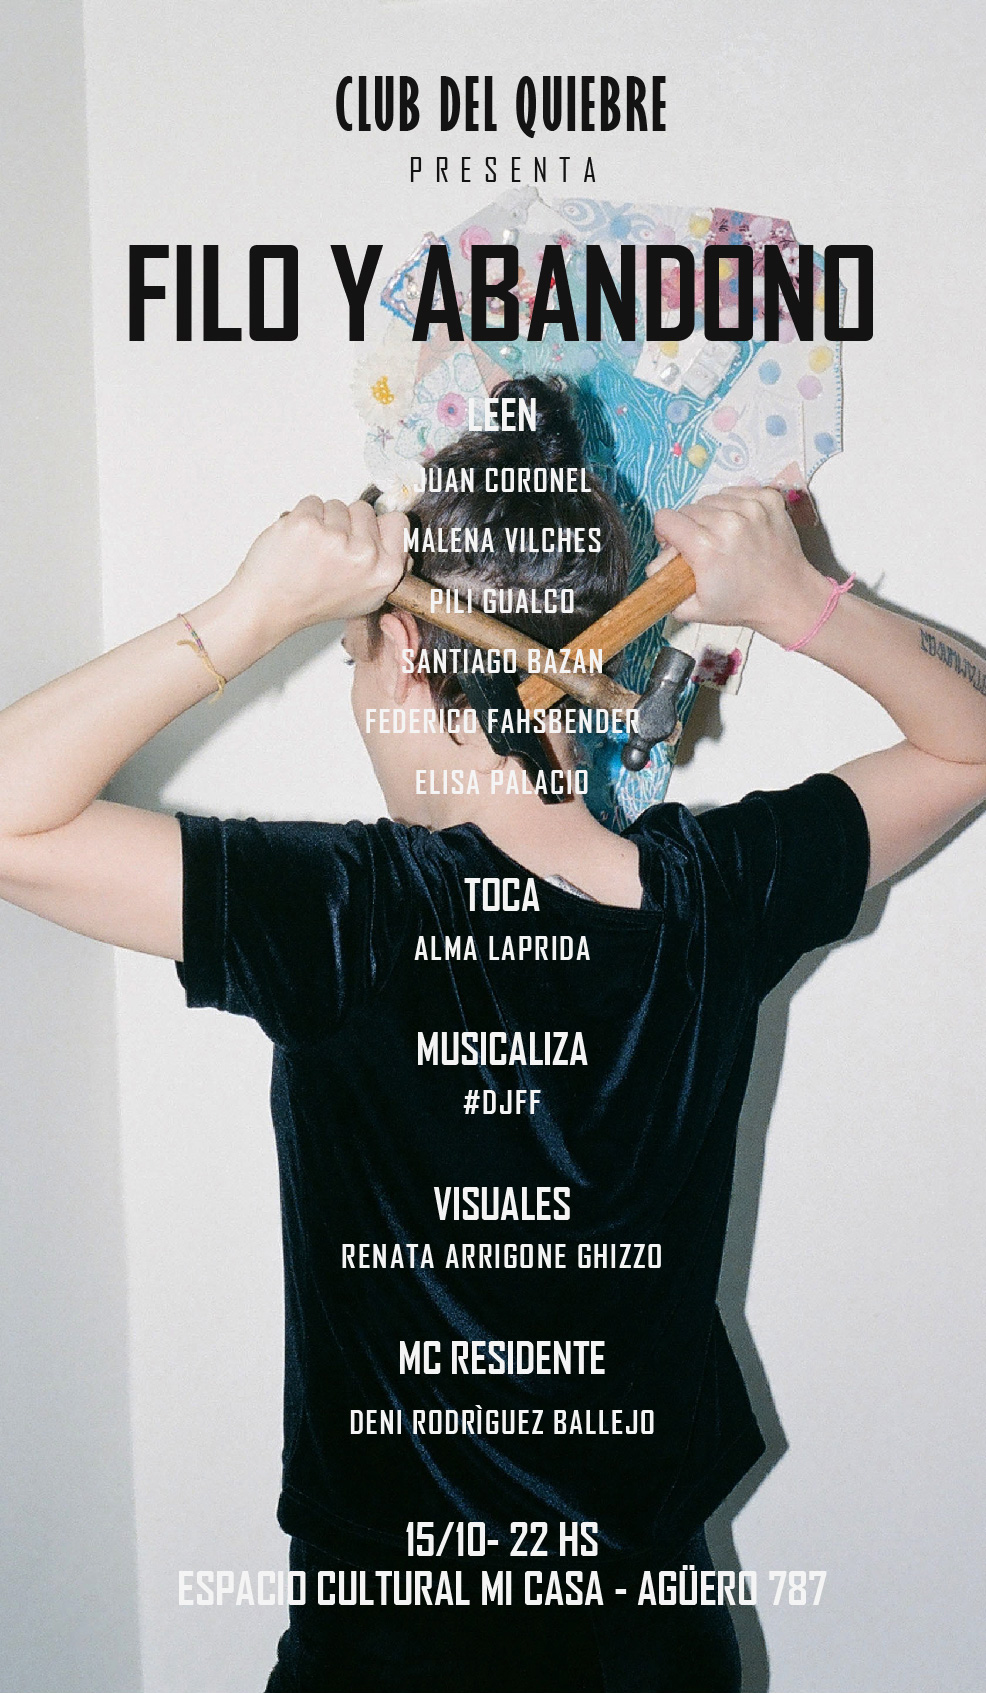 CLUB DEL QUIEBRE
PRESENTA
FILO Y ABANDONO
LEEN
JUAN CORONEL
MALENA VILCHES
PILI GUALCO
SANTIAGO BAZAN
FEDERICO FAHSBENDER
ELISA PALACIO
TOCA
ALMA LAPRIDA
MUSICALIZA
#DJFF
VISUALES
RENATA ARRIGONE GHIZZO
MC RESIDENTE
DENI RODRÌGUEZ BALLEJO
15/10- 22 HS
ESPACIO CULTURAL MI CASA - AGÜERO 787